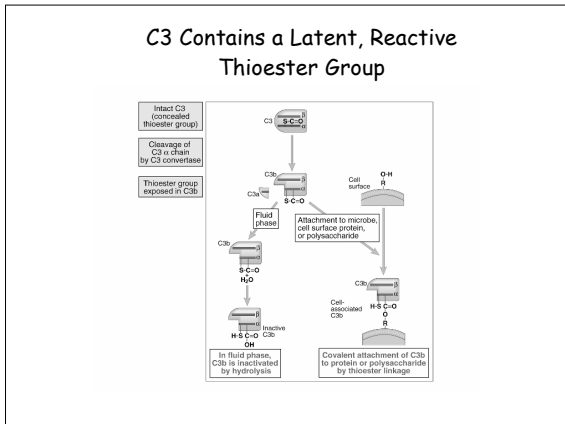 C3 Contains a Latent, Reactive
Thioester Group
Intact C3
(concealed
thioester group)
Cleavage of
C3 α chain
by C3 convertase
Thioester group
exposed in C3b
C3
β
S-C=O
α
C3b
β
α
C3a
S-C=O
Cell
surface
O-H
R
Fluid
phase
Attachment to microbe,
cell surface protein,
or polysaccharide
C3b
β
α
S-C=O
+
H2O
C3b
β
α
H-S C=O
OH
Inactive
C3b
C3b
β
α
H-S C=O
O
R
Cell-
associated
C3b
In fluid phase,
C3b is inactivated
by hydrolysis
Covalent attachment of C3b
to protein or polysaccharide
by thioester linkage